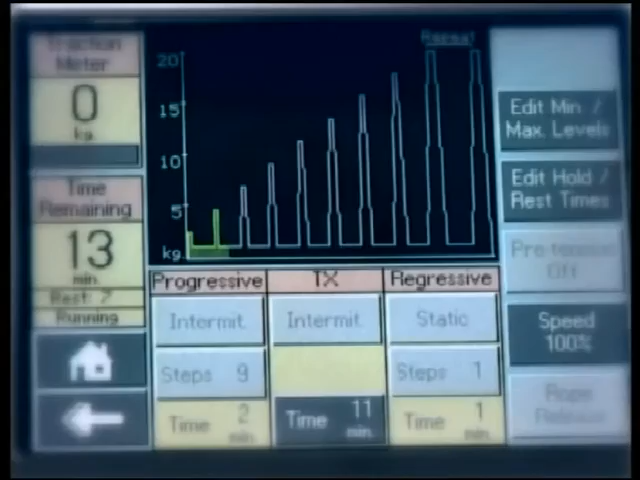 Traction
Meter
0
kg.
Time
Remaining
13
min.
Rest: 7
Running
Repeat
20
15
10
5
kg.
Progressive
TX
Regressive
Intermit.
Intermit.
Static
Steps 9
Steps 1
Time 2
min.
Time 11
min.
Time 1
min.
Edit Min. /
Max. Levels
Edit Hold /
Rest Times
Pre-tension
Off
Speed
100%
Rope
Release